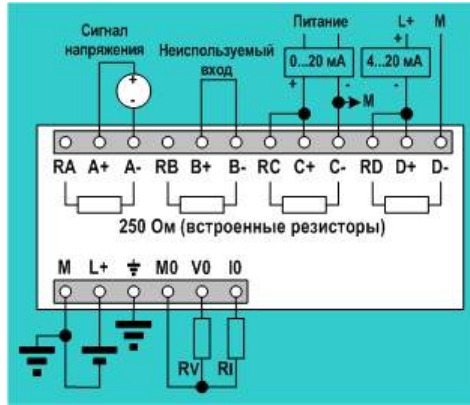 Питание L+ M
Сигнал
напряжения
Неиспользуемый
вход
0...20 мА
4...20 мА
+
-
+
-
+
-
M
RA A+ A- RB B+ B- RC C+ C- RD D+ D-
250 Ом (встроенные резисторы)
M L+ M0 V0 I0
RV RI